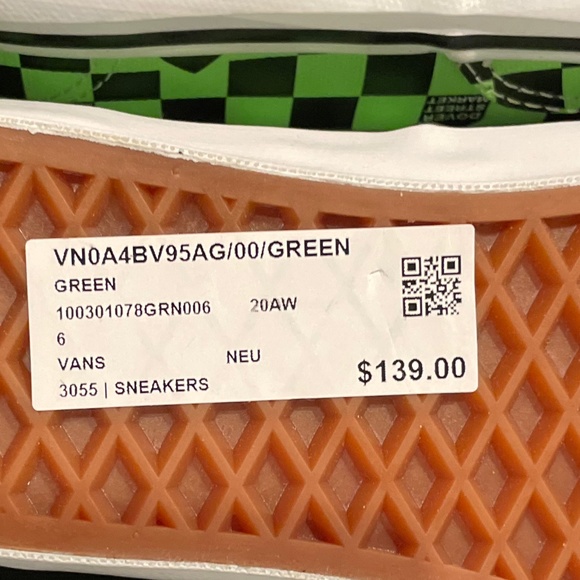 DOVER
STREET
MARKET
VN0A4BV95AG/00/GREEN
GREEN
100301078GRN006 20AW
6
VANS NEU
3055 | SNEAKERS $139.00